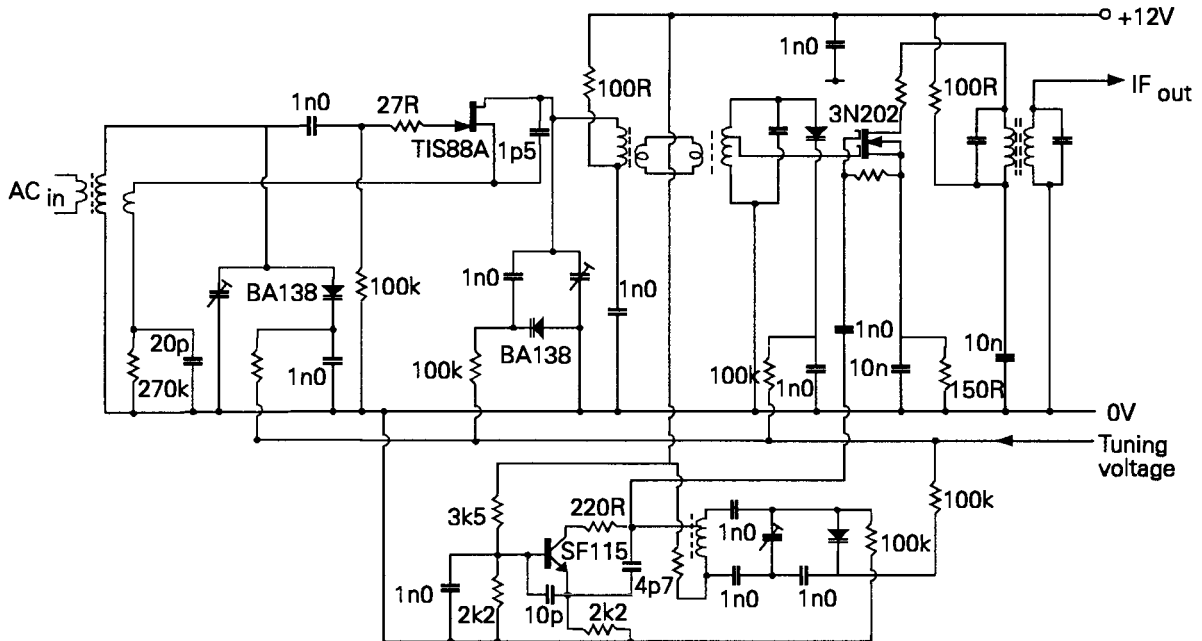 +12V
1n0
100R
100R
IF out
1n0
27R
3N202
TIS88A
1p5
AC in
1n0
100k
1n0
BA138
1n0
20p
BA138
10n
270k
1n0
100k
100k
1n0
10n
150R
0V
Tuning
voltage
220R
100k
3k5
1n0
SF115
100k
4p7
1n0
10p
2k2
2k2
1n0
1n0